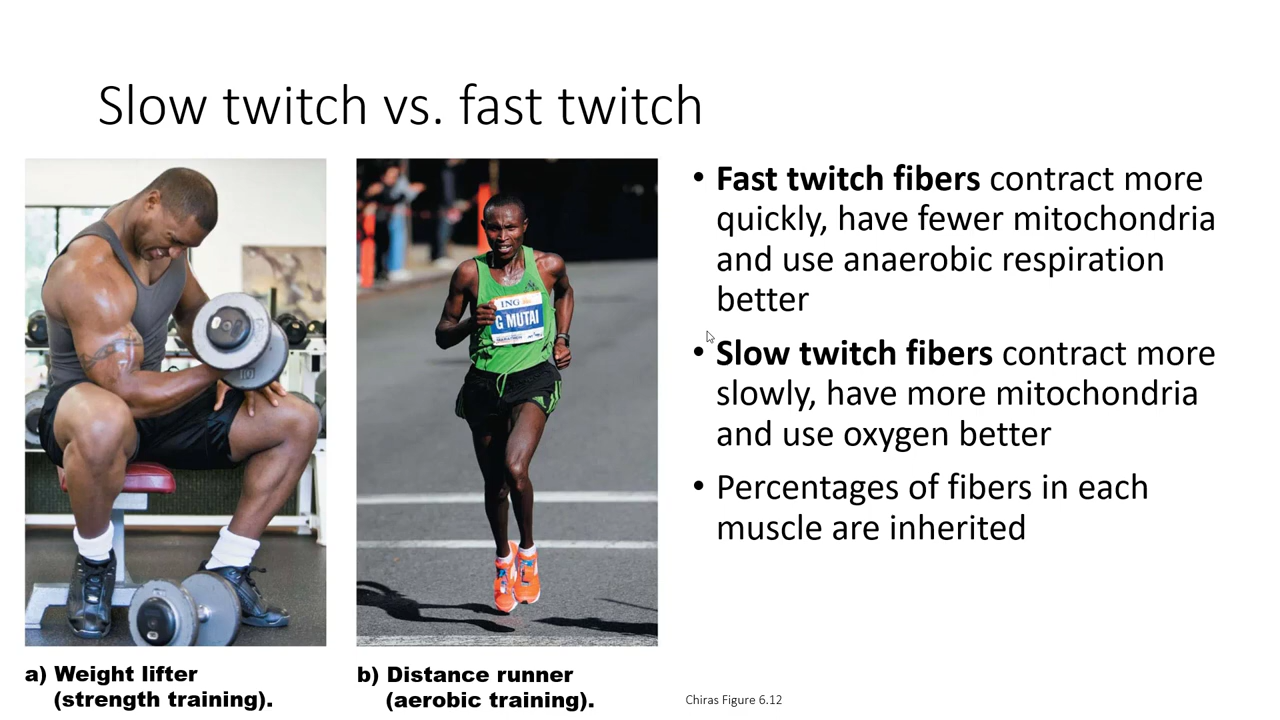 Slow twitch vs. fast twitch
ING
G MUTAI
10
a) Weight lifter
(strength training).
b) Distance runner
(aerobic training).
• Fast twitch fibers contract more
quickly, have fewer mitochondria
and use anaerobic respiration
better
• Slow twitch fibers contract more
slowly, have more mitochondria
and use oxygen better
• Percentages of fibers in each
muscle are inherited
Chiras Figure 6.12